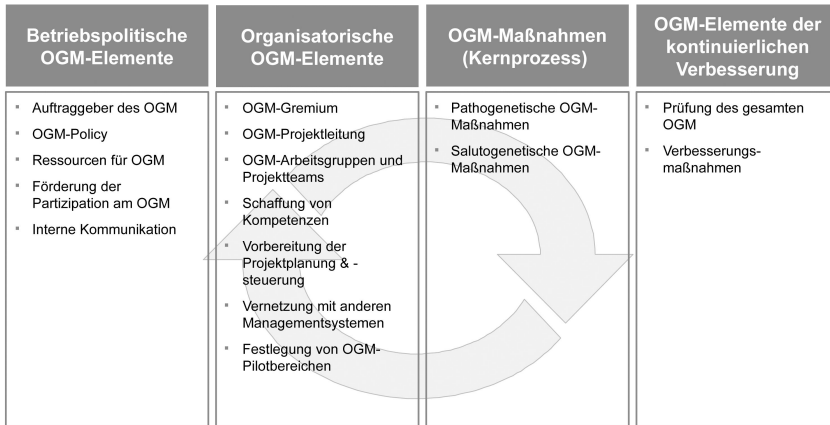 Betriebspolitische
OGM-Elemente
Auftraggeber des OGM
OGM-Policy
Ressourcen für OGM
Förderung der
Partizipation am OGM
Interne Kommunikation
Organisatorische
OGM-Elemente
OGM-Gremium
OGM-Projektleitung
OGM-Arbeitsgruppen und
Projektteams
Schaffung von
Kompetenzen
Vorbereitung der
Projektplanung & -
steuerung
Vernetzung mit anderen
Managementsystemen
Festlegung von OGM-
Pilotbereichen
OGM-Maßnahmen
(Kernprozess)
Pathogenetische OGM-
Maßnahmen
Salutogenetische OGM-
Maßnahmen
OGM-Elemente der
kontinuierlichen
Verbesserung
Prüfung des gesamten
OGM
Verbesserungs-
maßnahmen